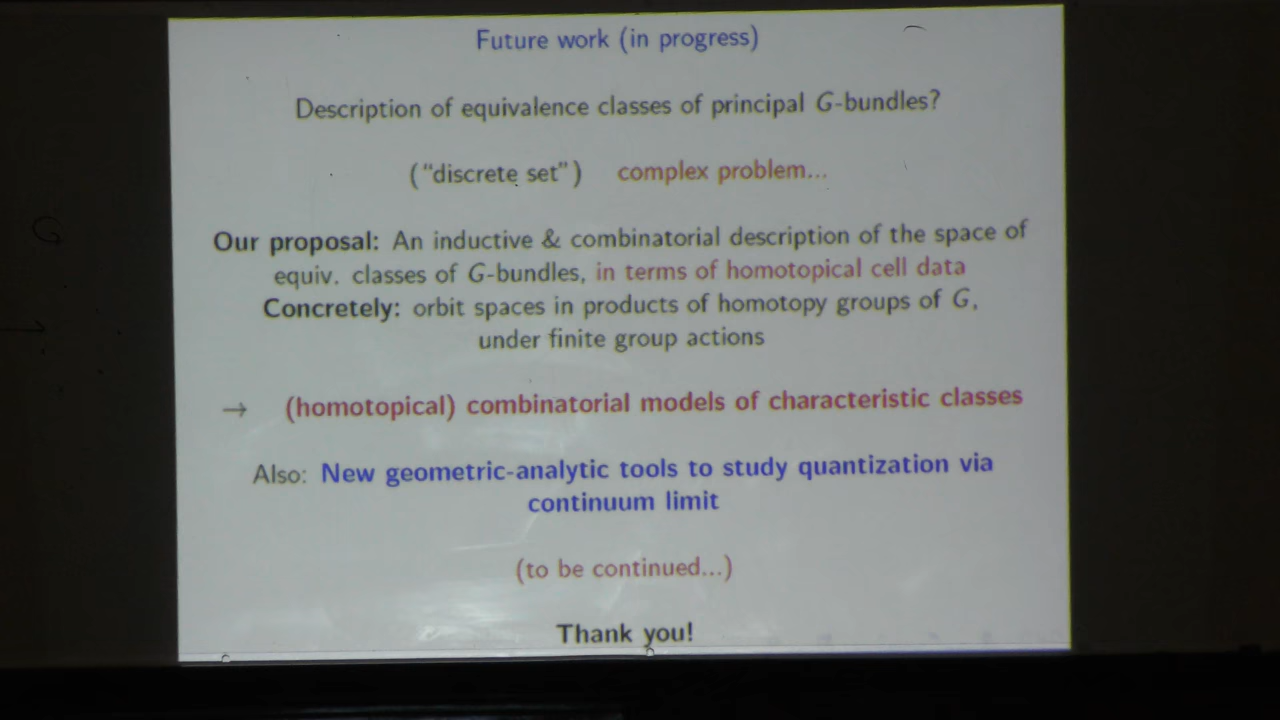 Future work (in progress)
Description of equivalence classes of principal G-bundles?
("discrete set") complex problem...
Our proposal: An inductive & combinatorial description of the space of
equiv. classes of G-bundles, in terms of homotopical cell data
Concretely: orbit spaces in products of homotopy groups of G,
under finite group actions
→ (homotopical) combinatorial models of characteristic classes
Also: New geometric-analytic tools to study quantization via
continuum limit
(to be continued...)
Thank you!